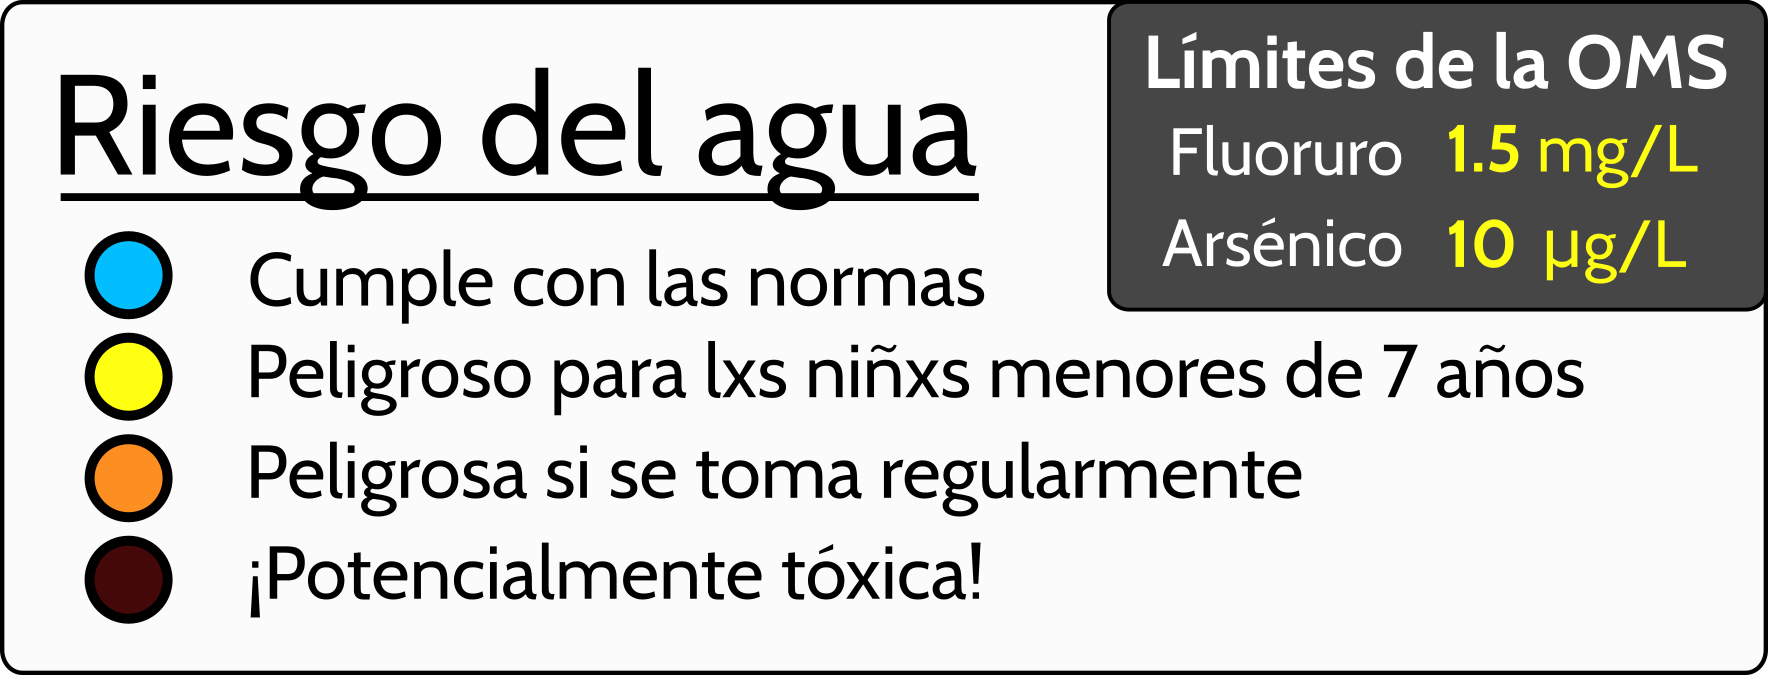 Riesgo del agua
Límites de la OMS
Fluoruro 1.5 mg/L
Arsénico 10 µg/L
Cumple con las normas
Peligroso para lxs niñxs menores de 7 años
Peligrosa si se toma regularmente
¡Potencialmente tóxica!